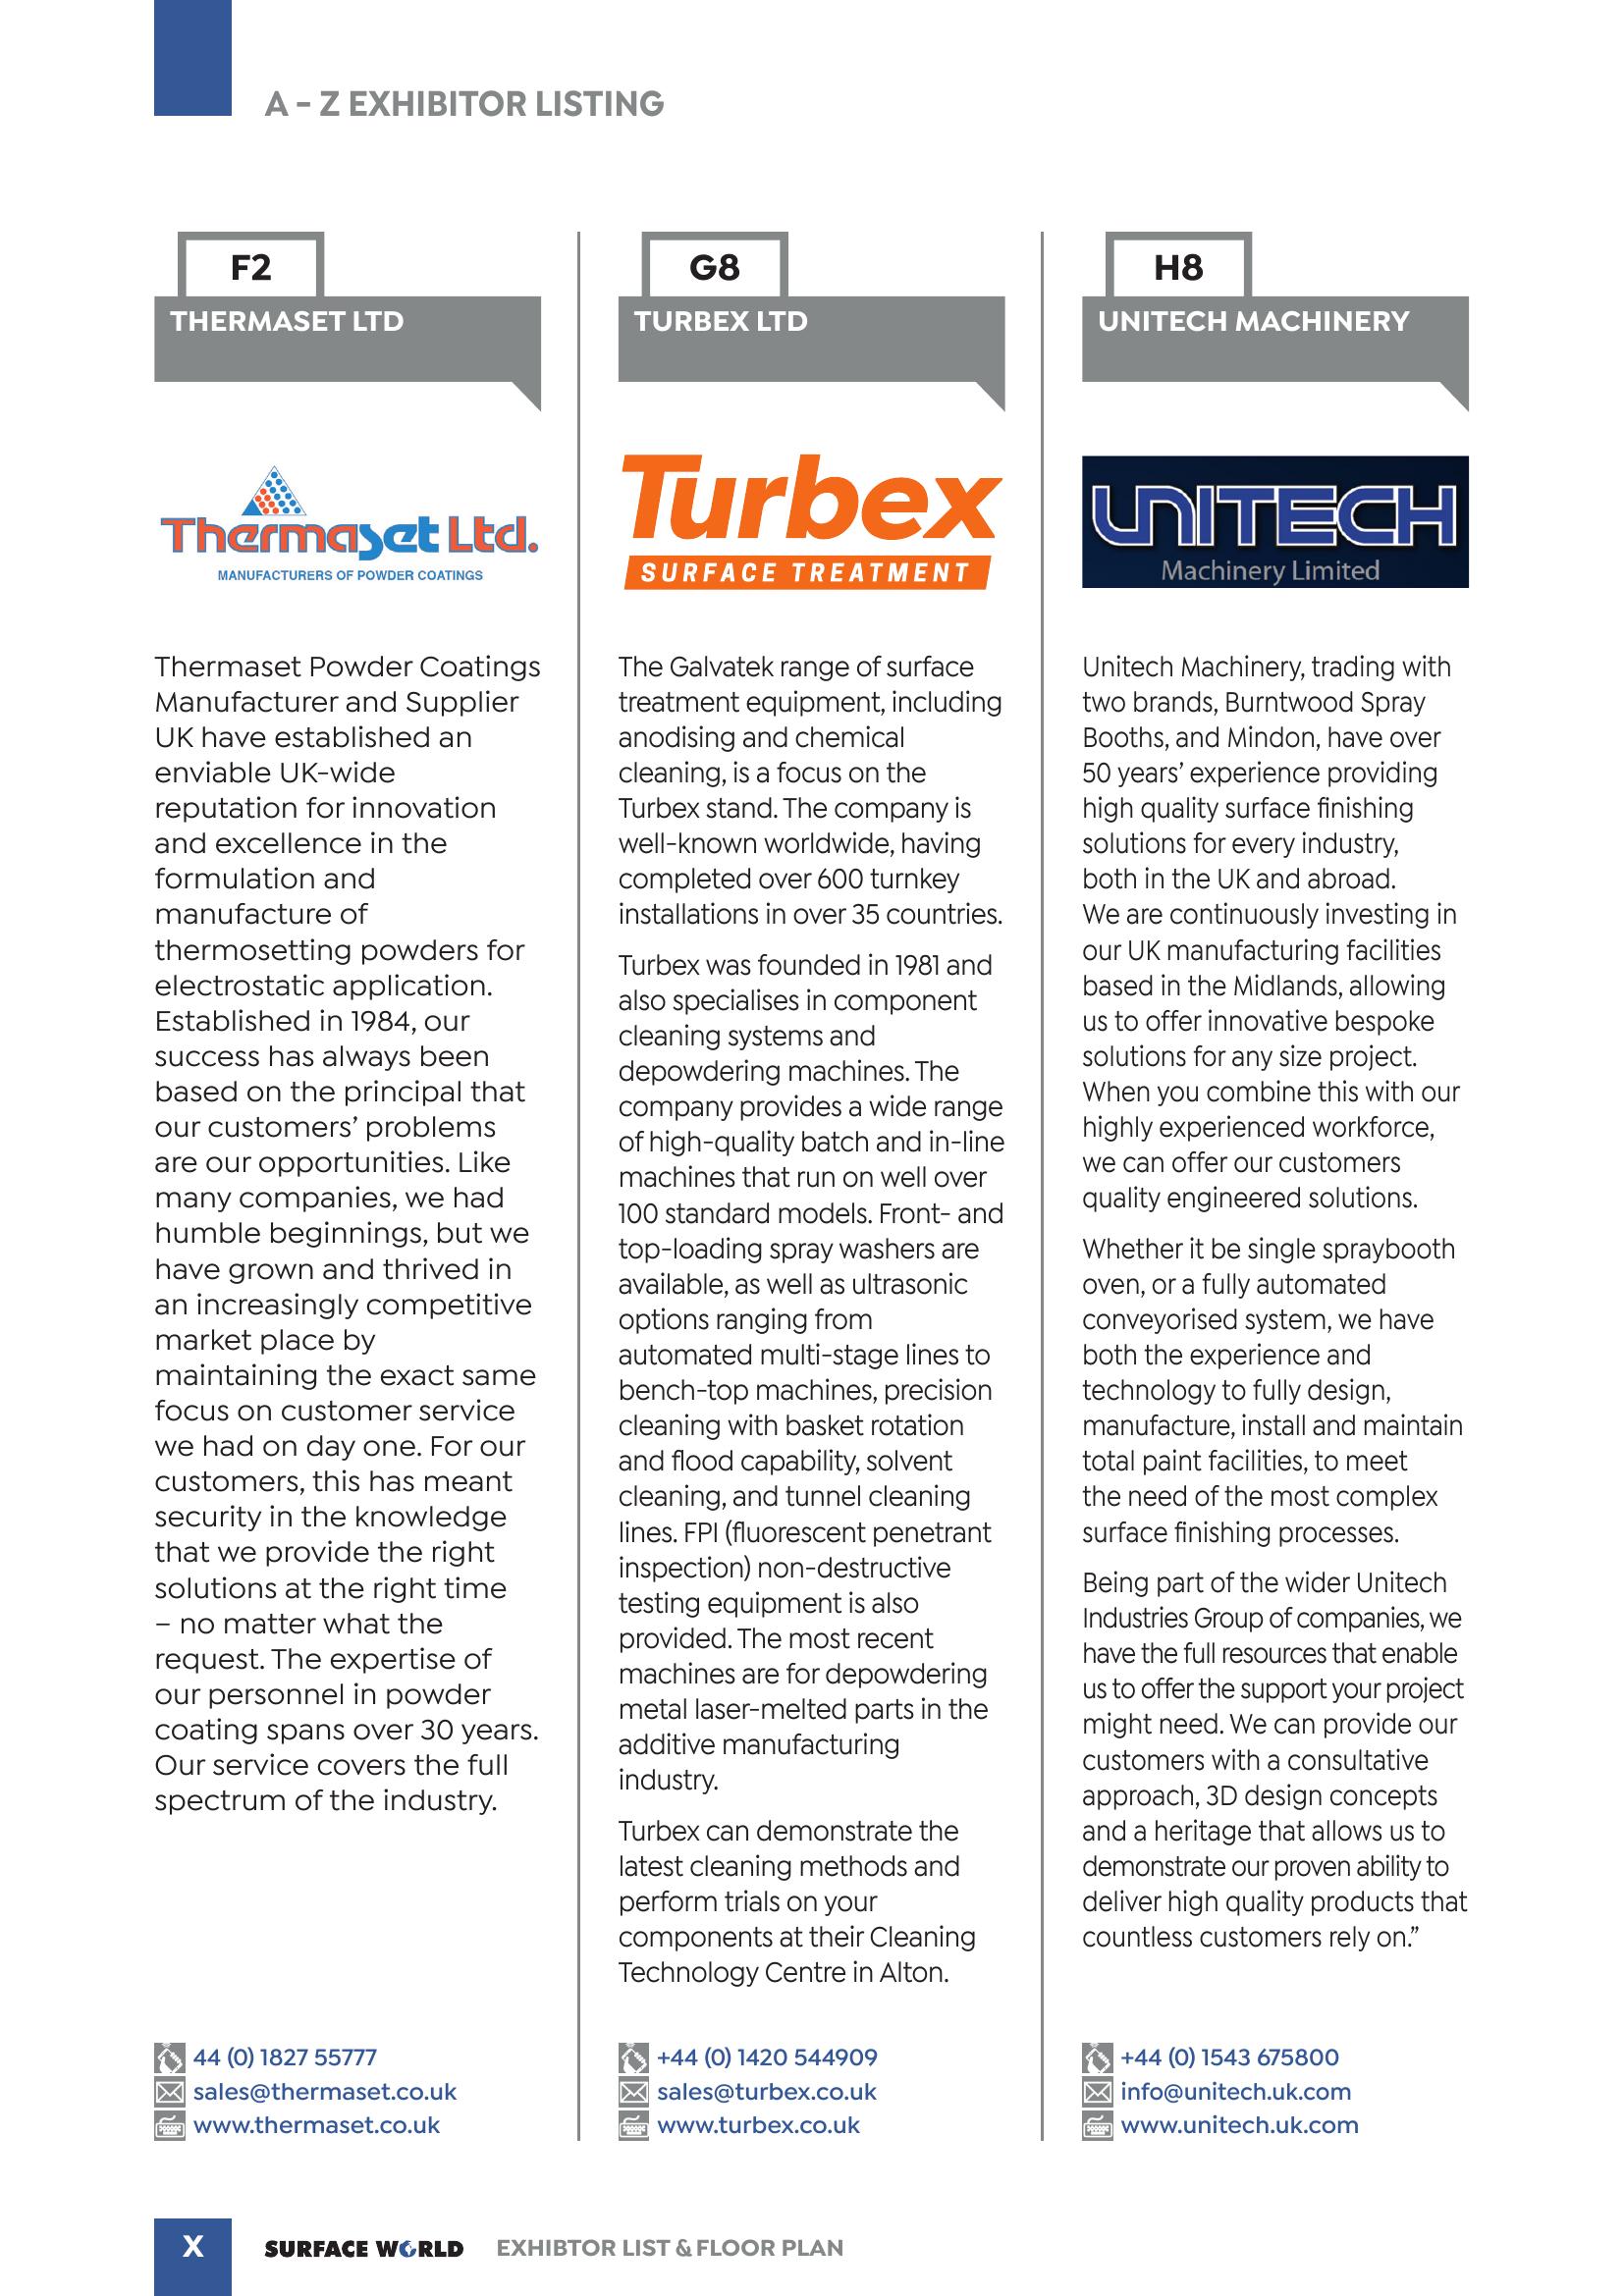 A – Z EXHIBITOR LISTING
F2
THERMASET LTD
Thermaset Ltd.
MANUFACTURERS OF POWDER COATINGS
Thermaset Powder Coatings
Manufacturer and Supplier
UK have established an
enviable UK-wide
reputation for innovation
and excellence in the
formulation and
manufacture of
thermosetting powders for
electrostatic application.
Established in 1984, our
success has always been
based on the principal that
our customers’ problems
are our opportunities. Like
many companies, we had
humble beginnings, but we
have grown and thrived in
an increasingly competitive
market place by
maintaining the exact same
focus on customer service
we had on day one. For our
customers, this has meant
security in the knowledge
that we provide the right
solutions at the right time
– no matter what the
request. The expertise of
our personnel in powder
coating spans over 30 years.
Our service covers the full
spectrum of the industry.
44 (0) 1827 55777
sales@thermaset.co.uk
www.thermaset.co.uk
G8
TURBEX LTD
Turbex
SURFACE TREATMENT
The Galvatek range of surface
treatment equipment, including
anodising and chemical
cleaning, is a focus on the
Turbex stand. The company is
well-known worldwide, having
completed over 600 turnkey
installations in over 35 countries.
Turbex was founded in 1981 and
also specialises in component
cleaning systems and
depowdering machines. The
company provides a wide range
of high-quality batch and in-line
machines that run on well over
100 standard models. Front- and
top-loading spray washers are
available, as well as ultrasonic
options ranging from
automated multi-stage lines to
bench-top machines, precision
cleaning with basket rotation
and flood capability, solvent
cleaning, and tunnel cleaning
lines. FPI (fluorescent penetrant
inspection) non-destructive
testing equipment is also
provided. The most recent
machines are for depowdering
metal laser-melted parts in the
additive manufacturing
industry.
Turbex can demonstrate the
latest cleaning methods and
perform trials on your
components at their Cleaning
Technology Centre in Alton.
+44 (0) 1420 544909
sales@turbex.co.uk
www.turbex.co.uk
H8
UNITECH MACHINERY
UNITECH
Machinery Limited
Unitech Machinery, trading with
two brands, Burntwood Spray
Booths, and Mindon, have over
50 years’ experience providing
high quality surface finishing
solutions for every industry,
both in the UK and abroad.
We are continuously investing in
our UK manufacturing facilities
based in the Midlands, allowing
us to offer innovative bespoke
solutions for any size project.
When you combine this with our
highly experienced workforce,
we can offer our customers
quality engineered solutions.
Whether it be single spraybooth
oven, or a fully automated
conveyorised system, we have
both the experience and
technology to fully design,
manufacture, install and maintain
total paint facilities, to meet
the need of the most complex
surface finishing processes.
Being part of the wider Unitech
Industries Group of companies, we
have the full resources that enable
us to offer the support your project
might need. We can provide our
customers with a consultative
approach, 3D design concepts
and a heritage that allows us to
demonstrate our proven ability to
deliver high quality products that
countless customers rely on.”
+44 (0) 1543 675800
info@unitech.uk.com
www.unitech.uk.com
X
SURFACE WORLD EXHIBTOR LIST & FLOOR PLAN